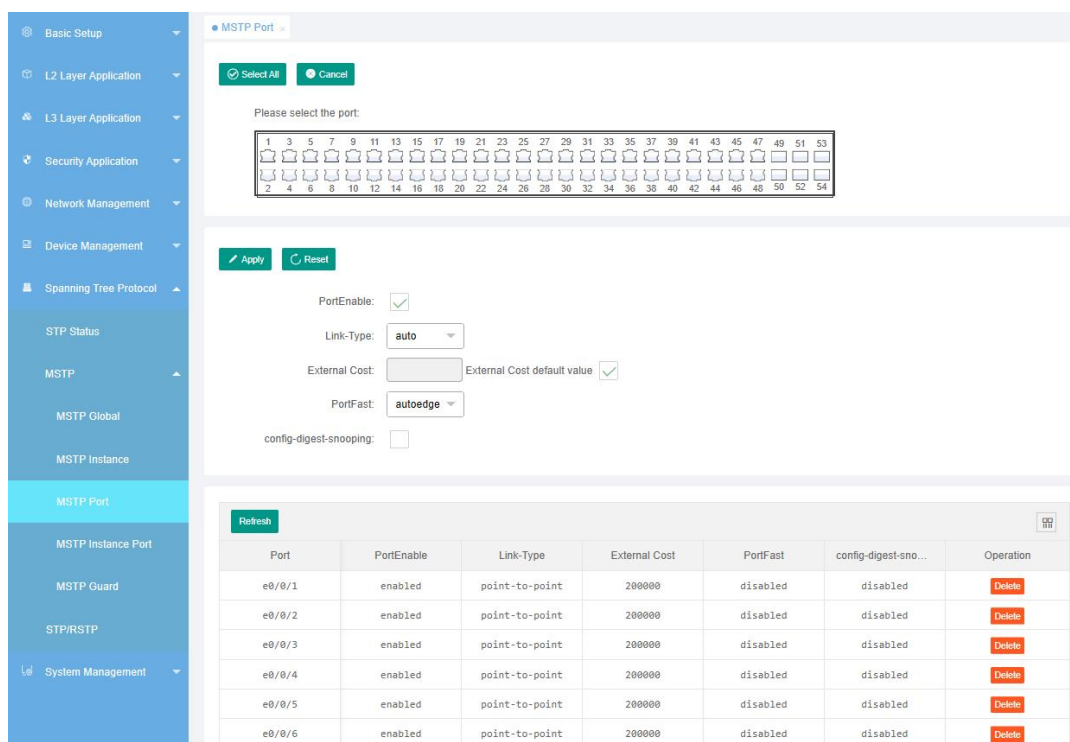 Basic Setup
L2 Layer Application
L3 Layer Application
Security Application
Network Management
Device Management
Spanning Tree Protocol
STP Status
MSTP
MSTP Global
MSTP Instance
MSTP Port
MSTP Instance Port
MSTP Guard
STP/RSTP
System Management
MSTP Port ×
Select All Cancel
Please select the port:
1 3 5 7 9 11 13 15 17 19 21 23 25 27 29 31 33 35 37 39 41 43 45 47 49 51 53
2 4 6 8 10 12 14 16 18 20 22 24 26 28 30 32 34 36 38 40 42 44 46 48 50 52 54
Apply Reset
PortEnable:
Link-Type: auto
External Cost: External Cost default value
PortFast: autoedge
config-digest-snooping:
Refresh
Port PortEnable Link-Type External Cost PortFast config-digest-sno... Operation
e0/0/1 enabled point-to-point 200000 disabled disabled Delete
e0/0/2 enabled point-to-point 200000 disabled disabled Delete
e0/0/3 enabled point-to-point 200000 disabled disabled Delete
e0/0/4 enabled point-to-point 200000 disabled disabled Delete
e0/0/5 enabled point-to-point 200000 disabled disabled Delete
e0/0/6 enabled point-to-point 200000 disabled disabled Delete